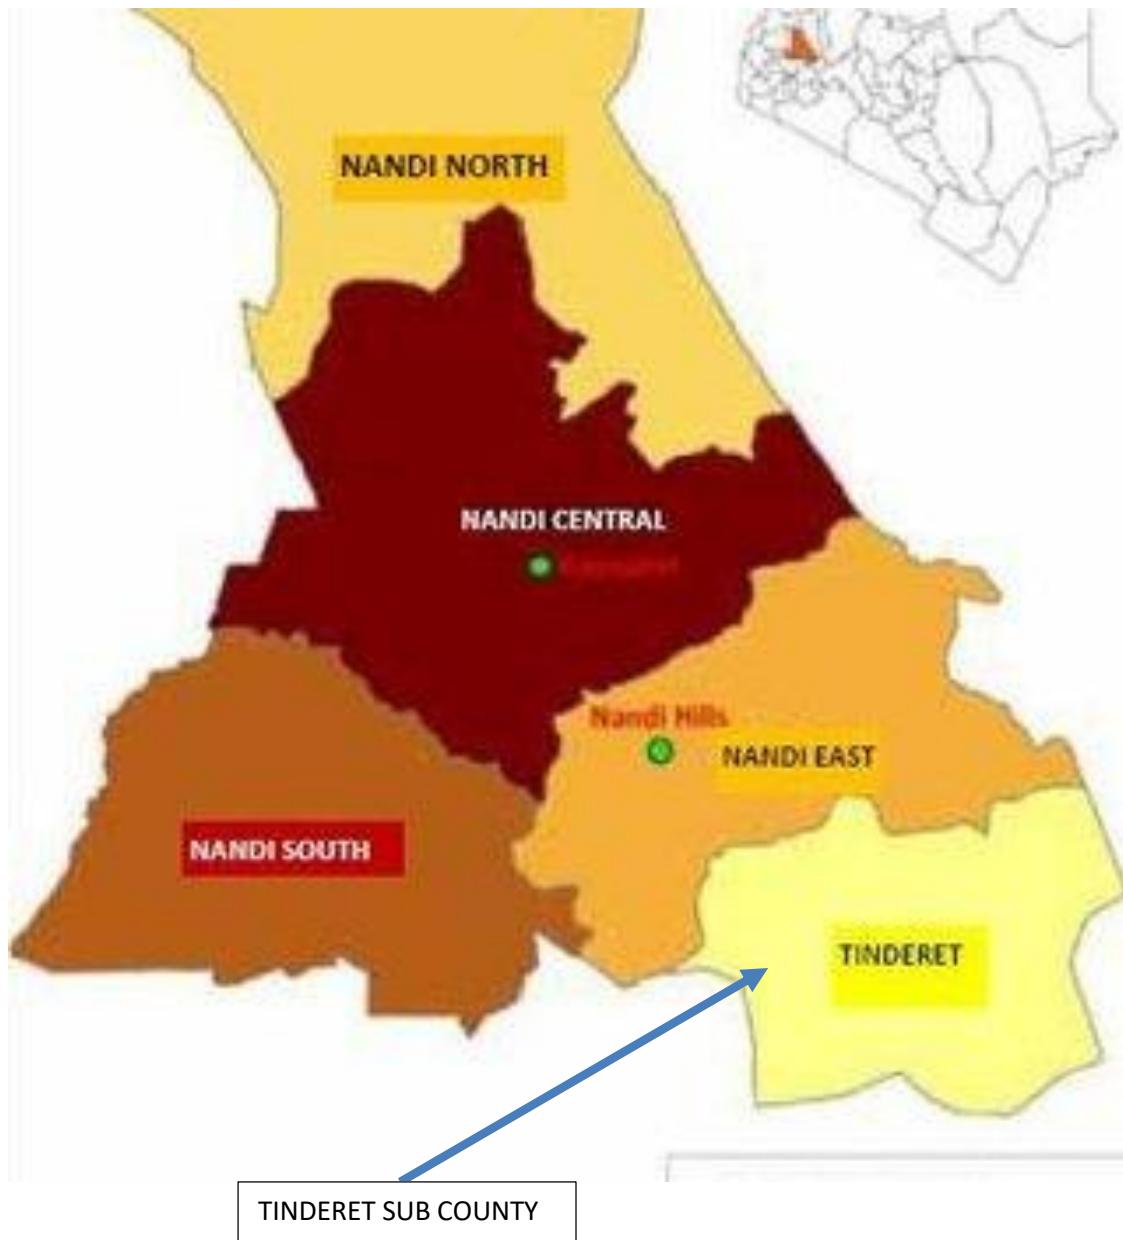 NANDI NORTH
NANDI CENTRAL
Nandi Hills
NANDI EAST
NANDI SOUTH
TINDERET
TINDERET SUB COUNTY